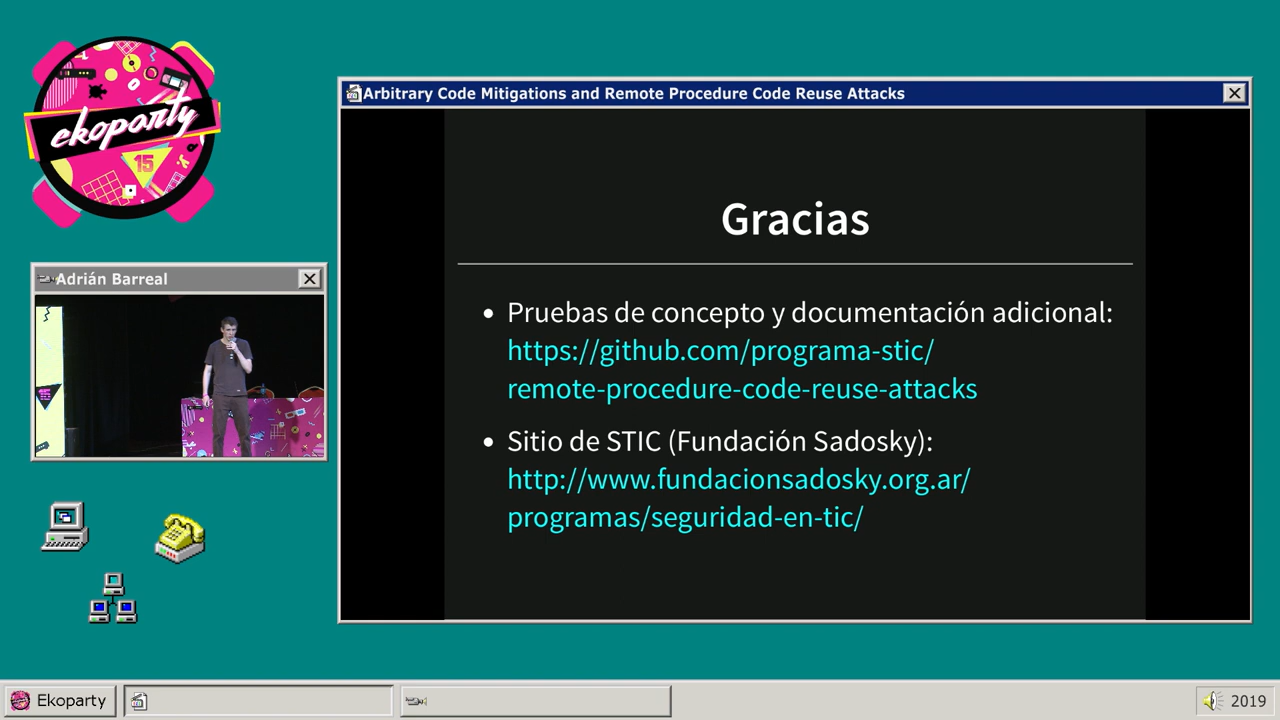 ekoparty
15
Arbitrary Code Mitigations and Remote Procedure Code Reuse Attacks
Adrián Barreal
Gracias
Pruebas de concepto y documentación adicional:
https://github.com/programa-stic/
remote-procedure-code-reuse-attacks
Sitio de STIC (Fundación Sadosky):
http://www.fundacionsadosky.org.ar/
programas/seguridad-en-tic/
Ekoparty
2019